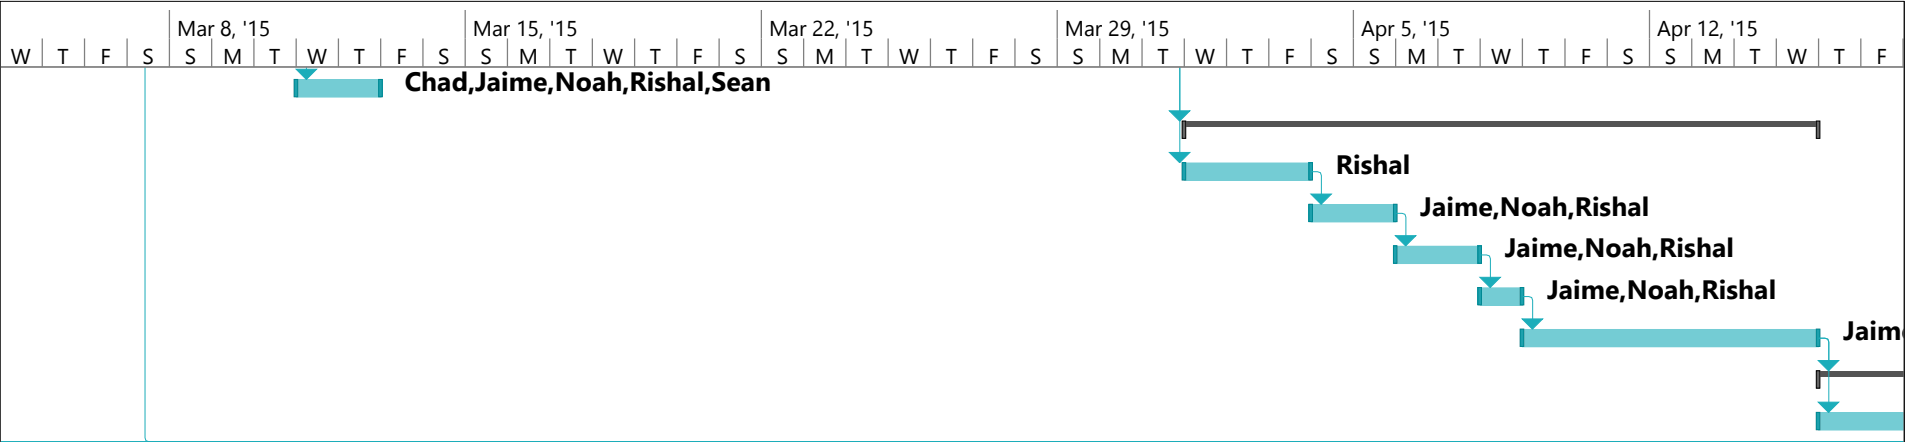 Mar 8, '15 Mar 15, '15 Mar 22, '15 Mar 29, '15 Apr 5, '15 Apr 12, '15
W T F S S M T W T F S S M T W T F S S M T W T F S S M T W T F S S M T W T F S S M T W T F
Chad,Jaime,Noah,Rishal,Sean
Rishal
Jaime,Noah,Rishal
Jaime,Noah,Rishal
Jaime,Noah,Rishal